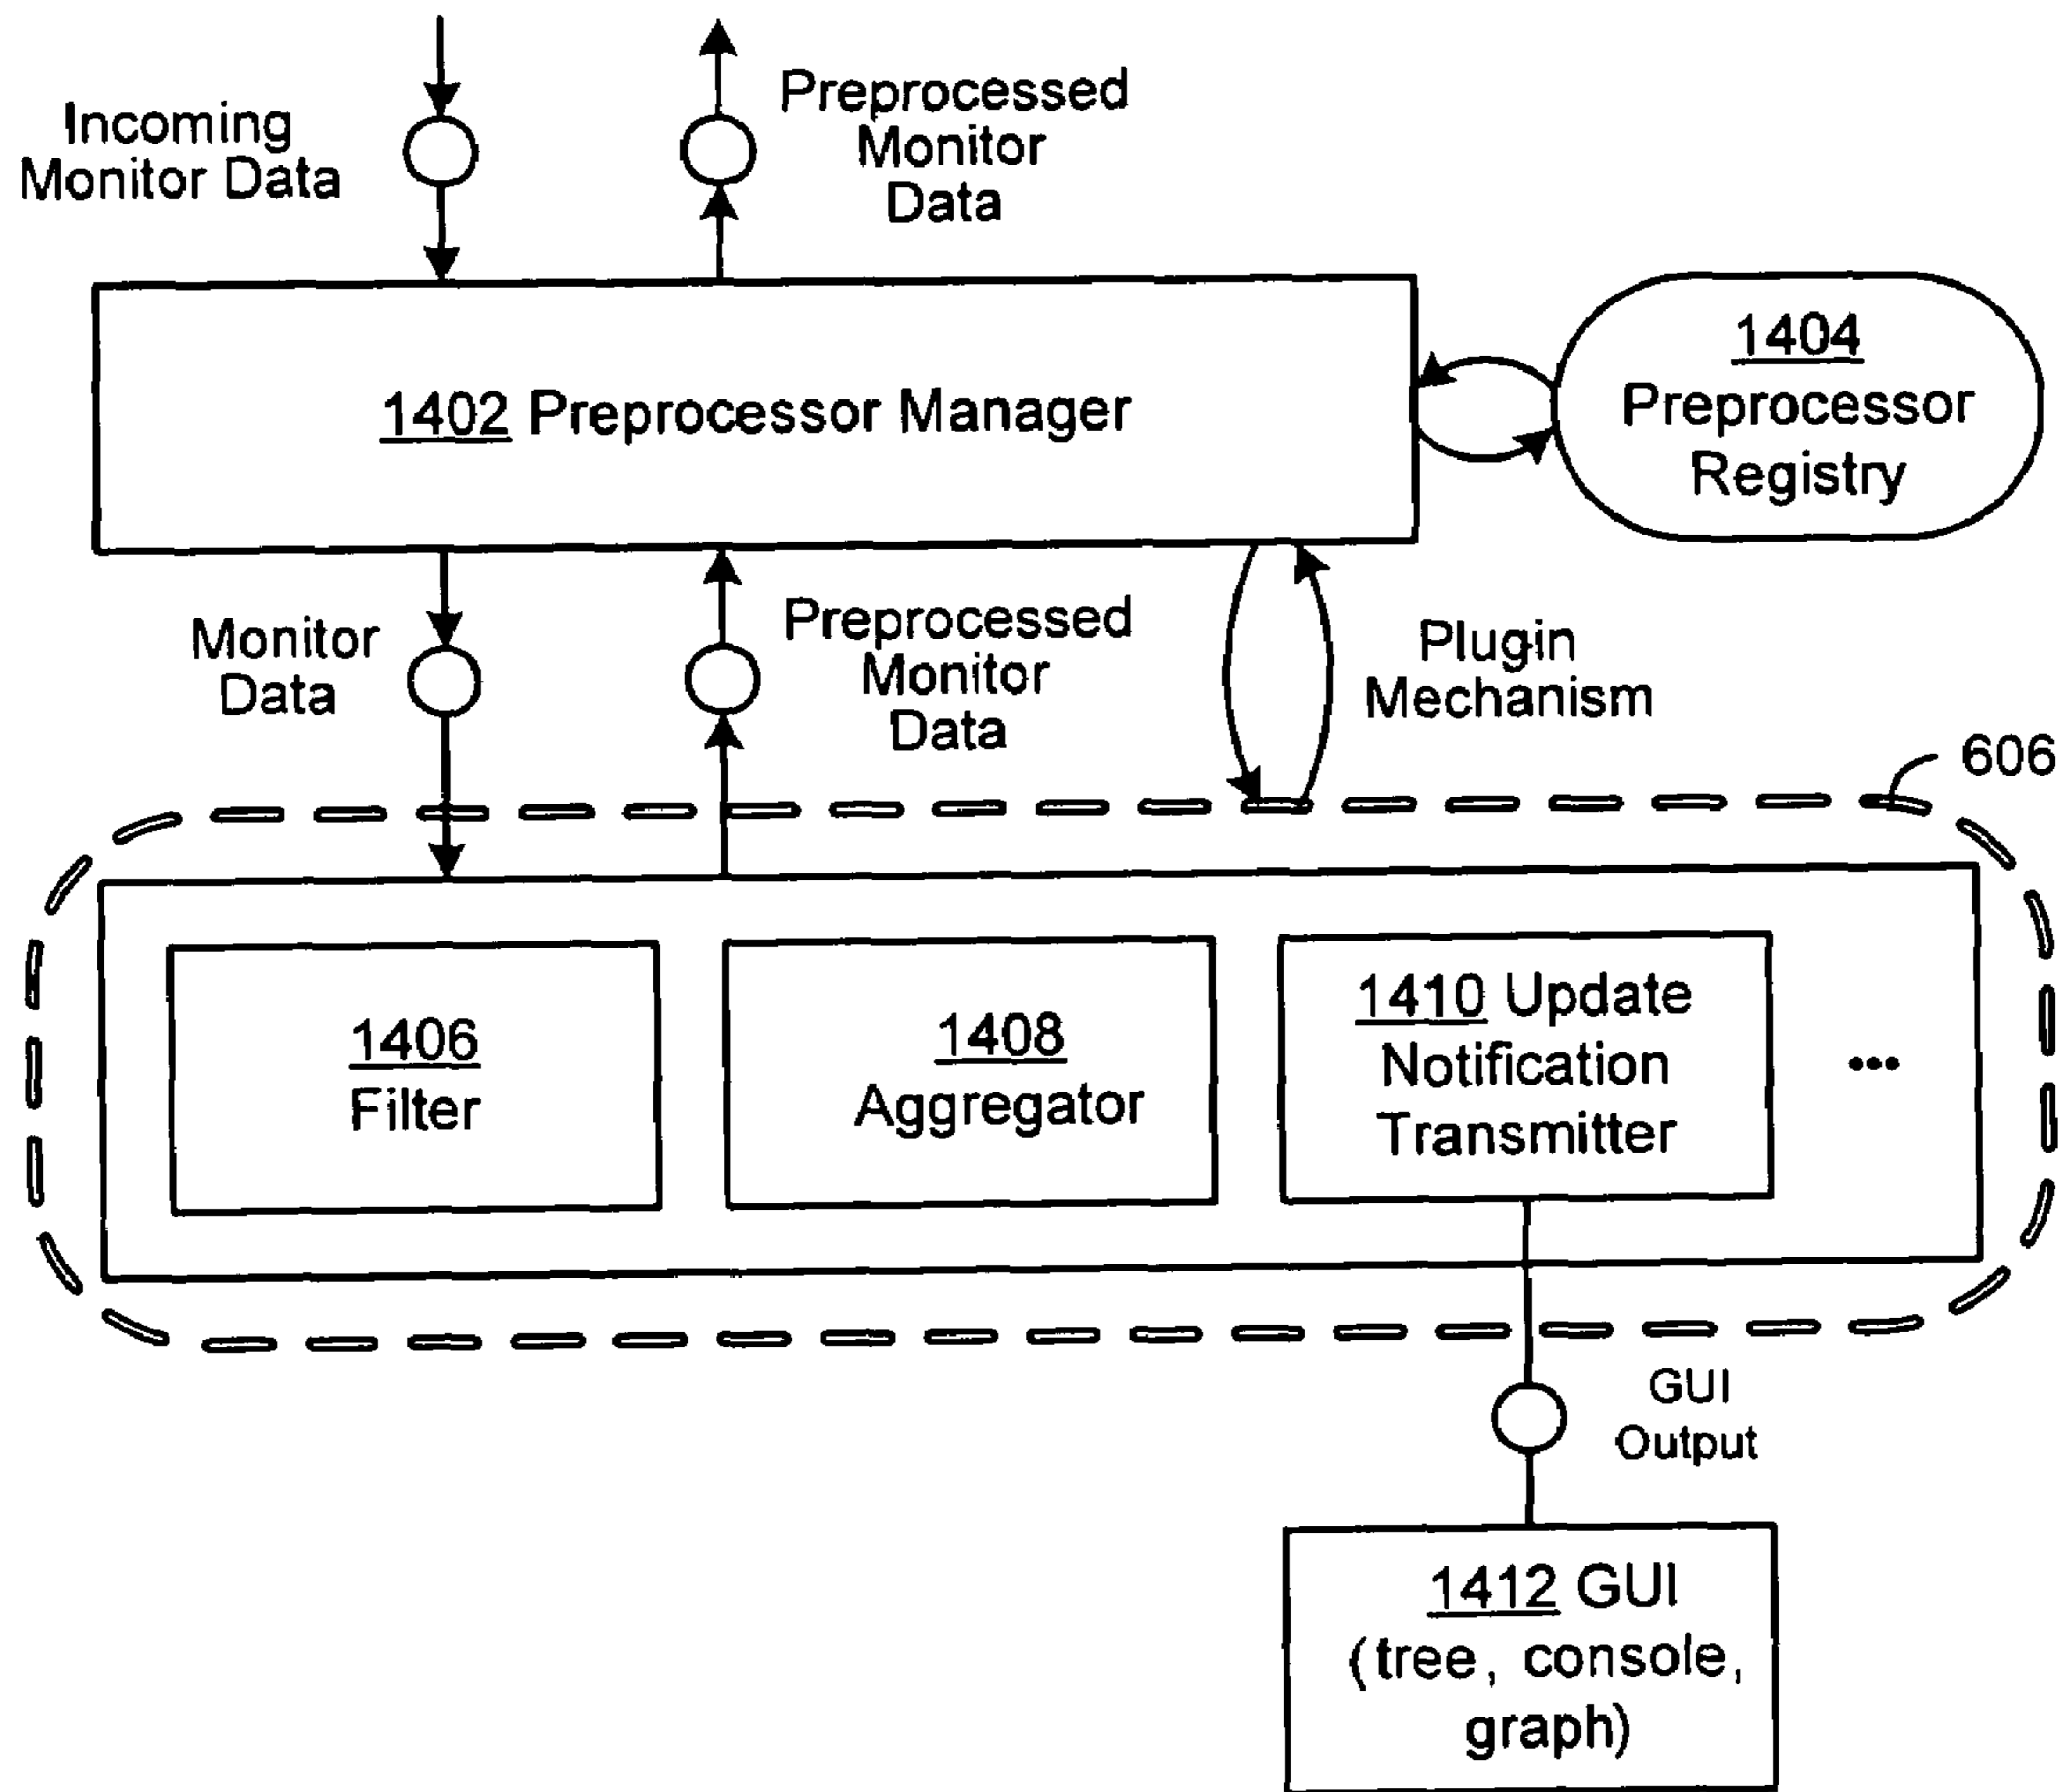 Incoming
Monitor Data
Preprocessed
Monitor
Data
1402 Preprocessor Manager
1404
Preprocessor
Registry
Monitor
Data
Preprocessed
Monitor
Data
Plugin
Mechanism
606
1406
Filter
1408
Aggregator
1410 Update
Notification
Transmitter
...
GUI
Output
1412 GUI
(tree, console,
graph)